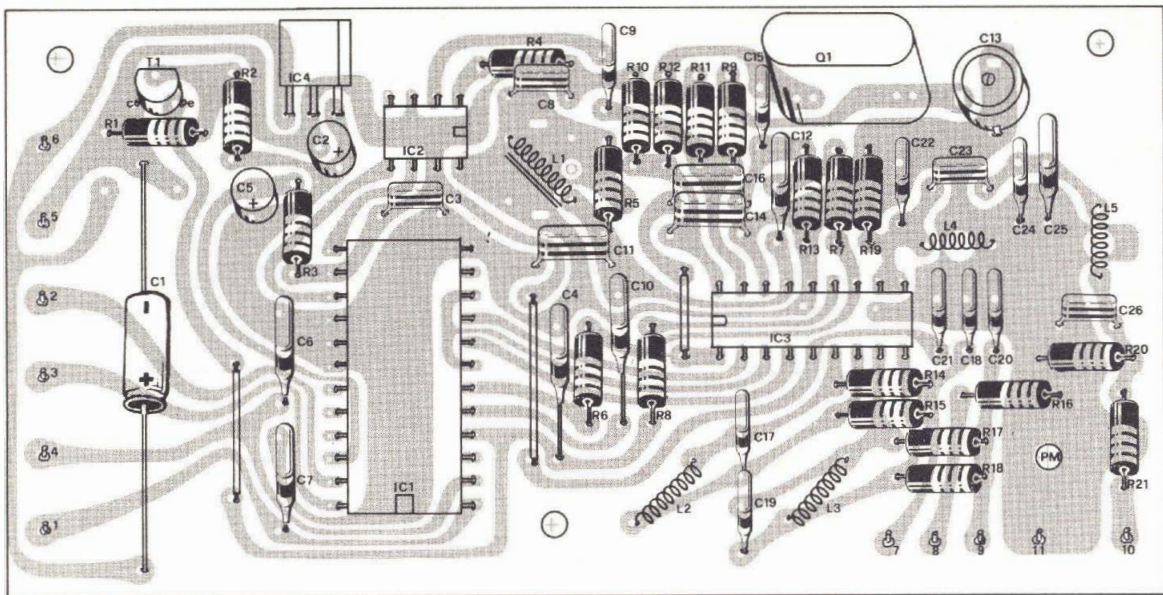 C9
C13
R4
Q1
T1
R2
IC4
R10
R12
R11
R9
C15
C8
c
e
R1
C2
C12
C22
C23
6
IC2
L1
C16
C5
C3
R5
C14
L5
5
L4
C24
C25
R13
R7
R19
C11
R3
2
C1
-
C4
C10
C26
C6
IC3
C21
C18
C20
R20
3
+
R14
R16
R6
R8
R15
C17
R17
4
PM
C7
R18
R21
IC1
L2
C19
L3
1
7
8
9
11
10
+
+